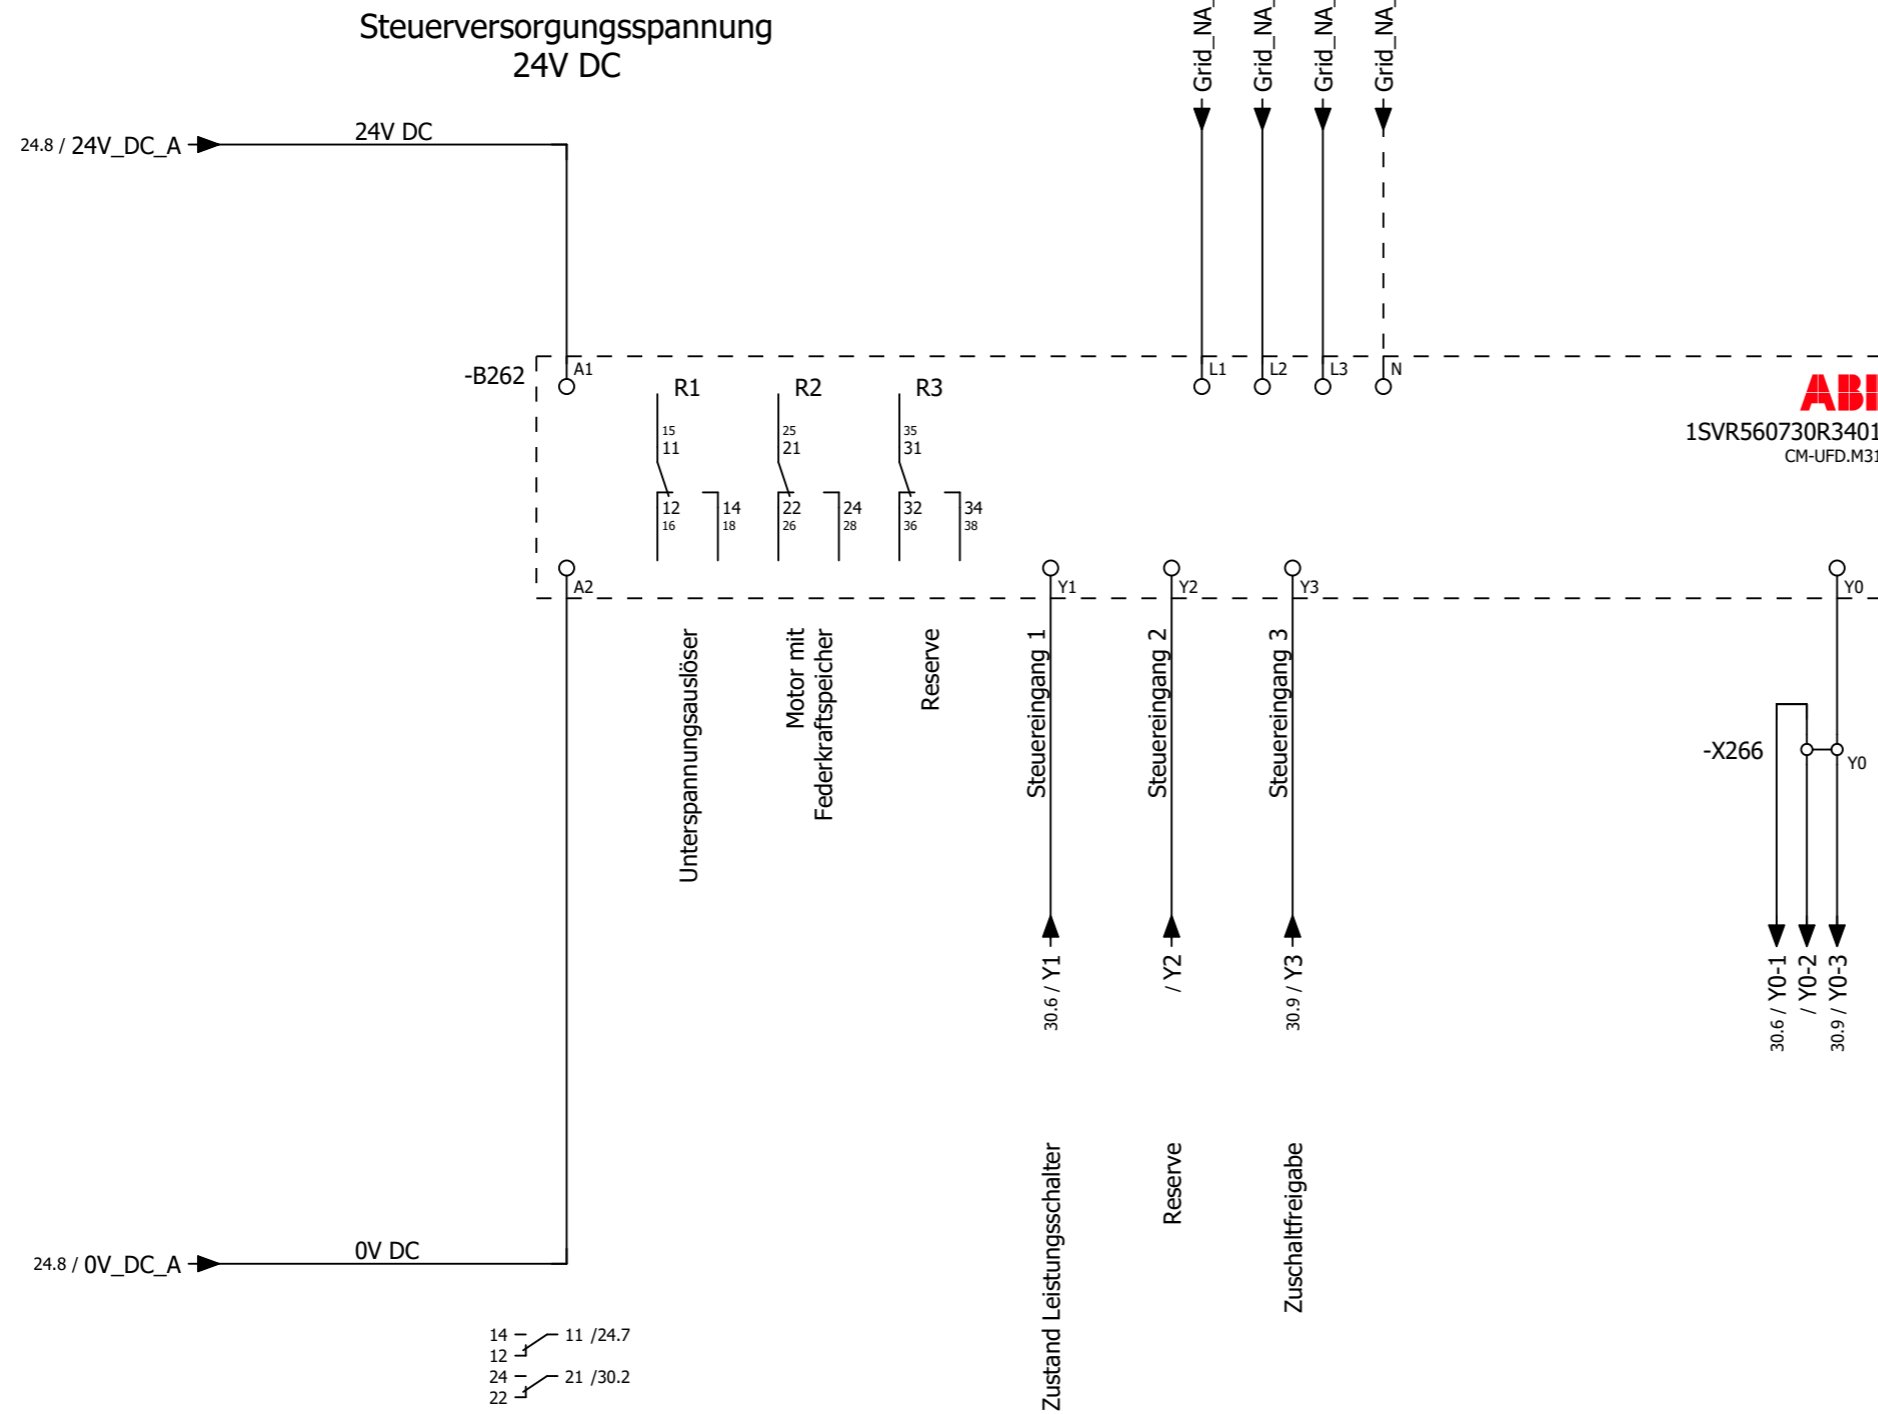 Steuerversorgungsspannung
24V DC
Grid_NA_
Grid_NA_
Grid_NA_
Grid_NA_
24.8 / 24V_DC_A
24V DC
-B262
A1
R1
R2
R3
L1
L2
L3
N
15
11
25
21
35
31
1SVR560730R3401
CM-UFD.M31
12
16
14
18
22
26
24
28
32
36
34
38
A2
Y1
Y2
Y3
Y0
Unterspannungsauslöser
Motor mit
Federkraftspeicher
Reserve
Steuereingang 1
Steuereingang 2
Steuereingang 3
-X266
Y0
30.6 / Y1
/ Y2
30.9 / Y3
30.6 / Y0-1
/ Y0-2
30.9 / Y0-3
Zustand Leistungsschalter
Reserve
Zuschaltfreigabe
24.8 / 0V_DC_A
0V DC
14
11 /24.7
12
24
21 /30.2
22